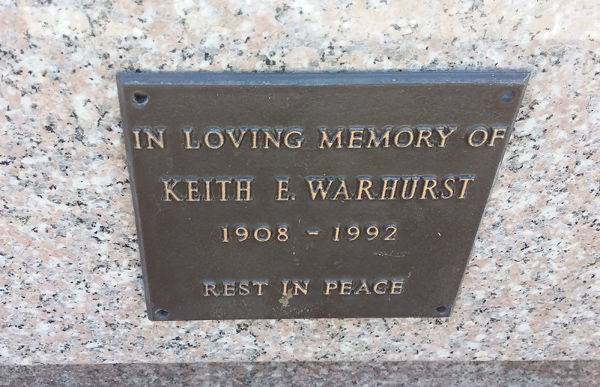 IN LOVING MEMORY OF
KEITH E. WARHURST
1908 - 1992
REST IN PEACE